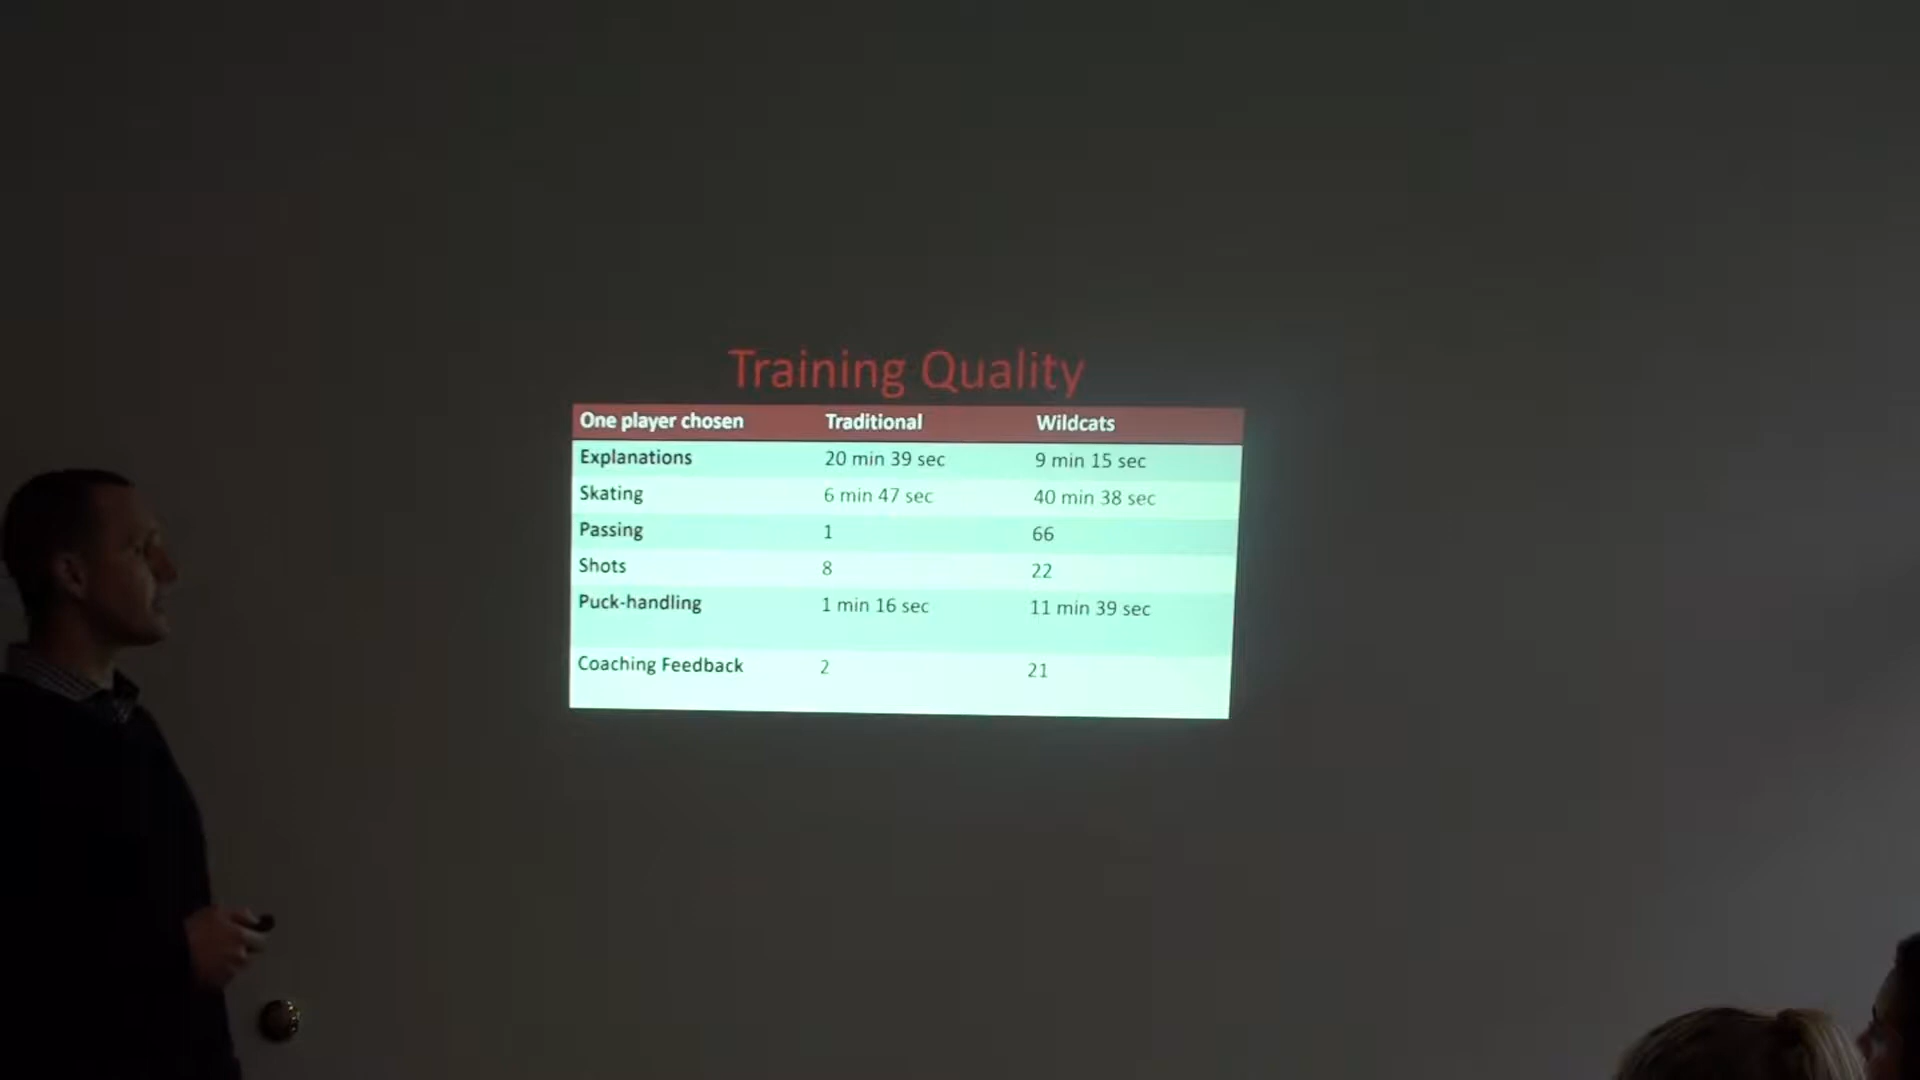 Training Quality
One player chosen Traditional Wildcats
Explanations 20 min 39 sec 9 min 15 sec
Skating 6 min 47 sec 40 min 38 sec
Passing 1 66
Shots 8 22
Puck-handling 1 min 16 sec 11 min 39 sec
Coaching Feedback 2 21